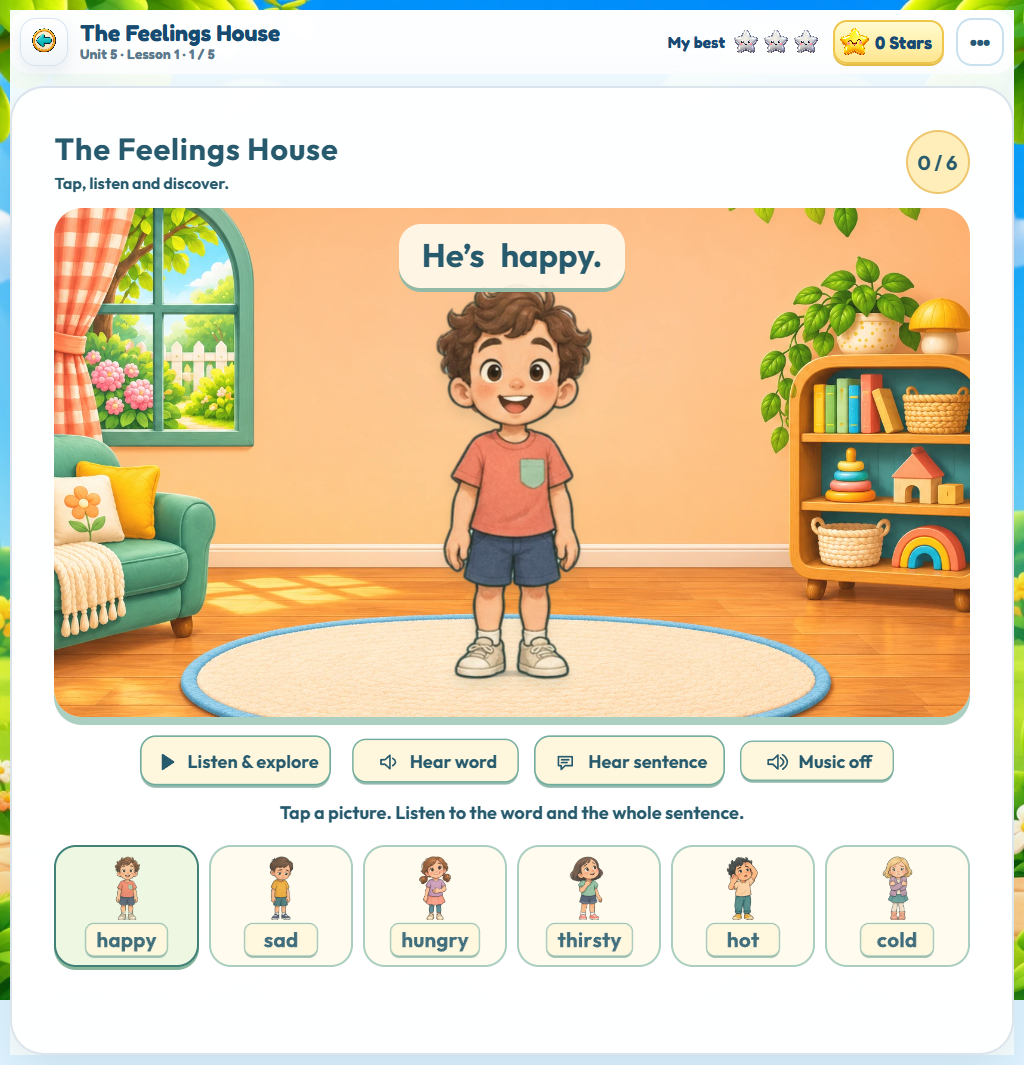 The Feelings House
Unit 5 · Lesson 1 · 1 / 5
My best
0 Stars
The Feelings House
Tap, listen and discover.
0 / 6
He’s happy.
Listen & explore
Hear word
Hear sentence
Music off
Tap a picture. Listen to the word and the whole sentence.
happy
sad
hungry
thirsty
hot
cold